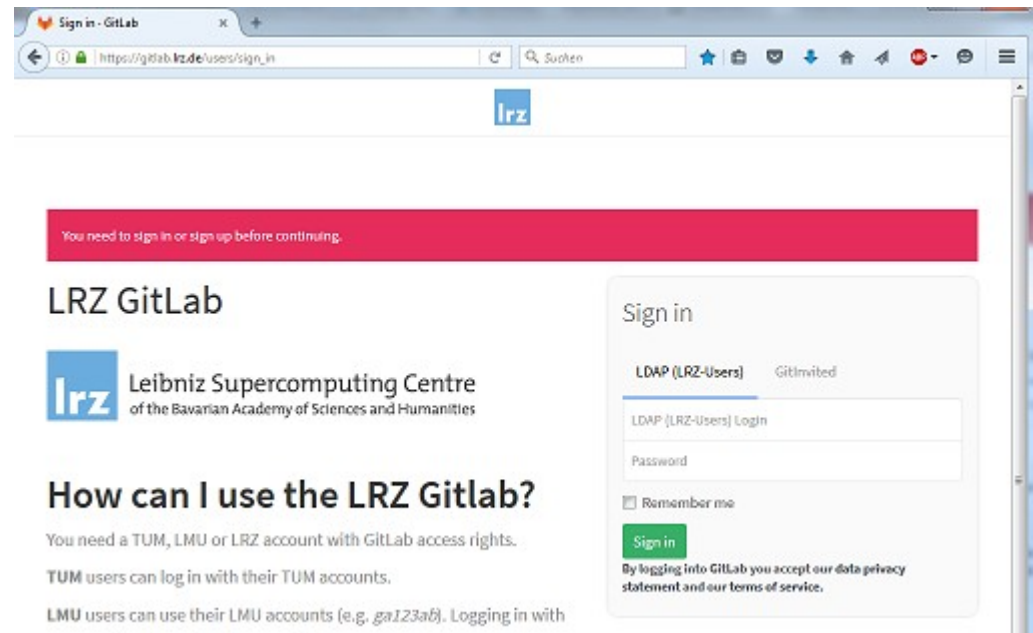 Sign in - GitLab
https://gitlab.lrz.de/users/sign_in
Suchen
lrz
You need to sign in or sign up before continuing.
LRZ GitLab
lrz
Leibniz Supercomputing Centre
of the Bavarian Academy of Sciences and Humanities
How can I use the LRZ Gitlab?
You need a TUM, LMU or LRZ account with GitLab access rights.
TUM users can log in with their TUM accounts.
LMU users can use their LMU accounts (e.g. ga123ab). Logging in with
Sign in
LDAP (LRZ-Users) GitInvited
LDAP (LRZ-Users) Login
Password
Remember me
Sign in
By logging into GitLab you accept our data privacy
statement and our terms of service.